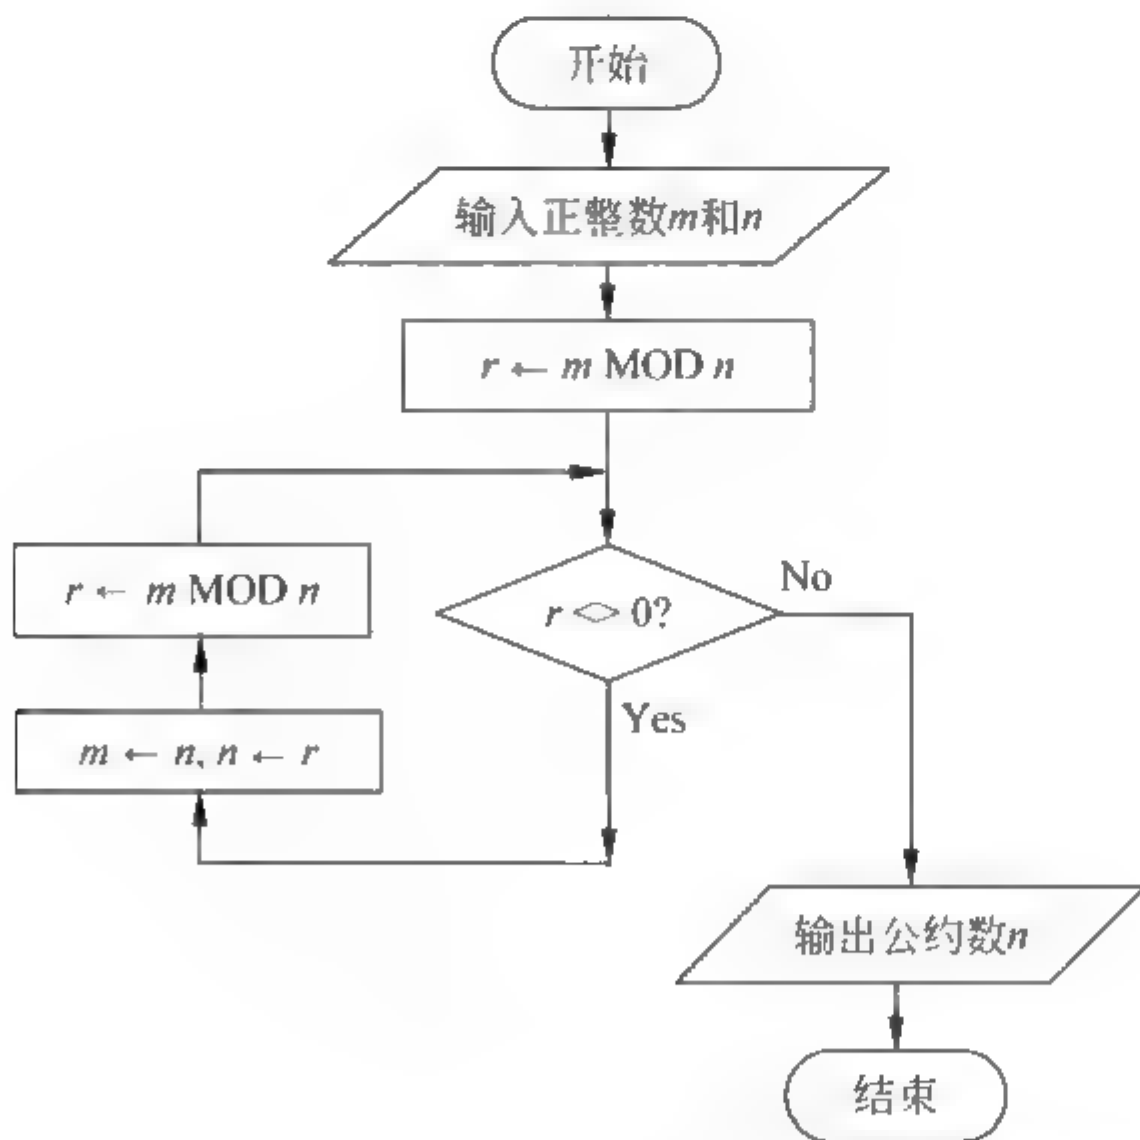 开始
输入正整数m和n
r ← m MOD n
r ← m MOD n
r <> 0?
No
Yes
m ← n, n ← r
输出公约数n
结束